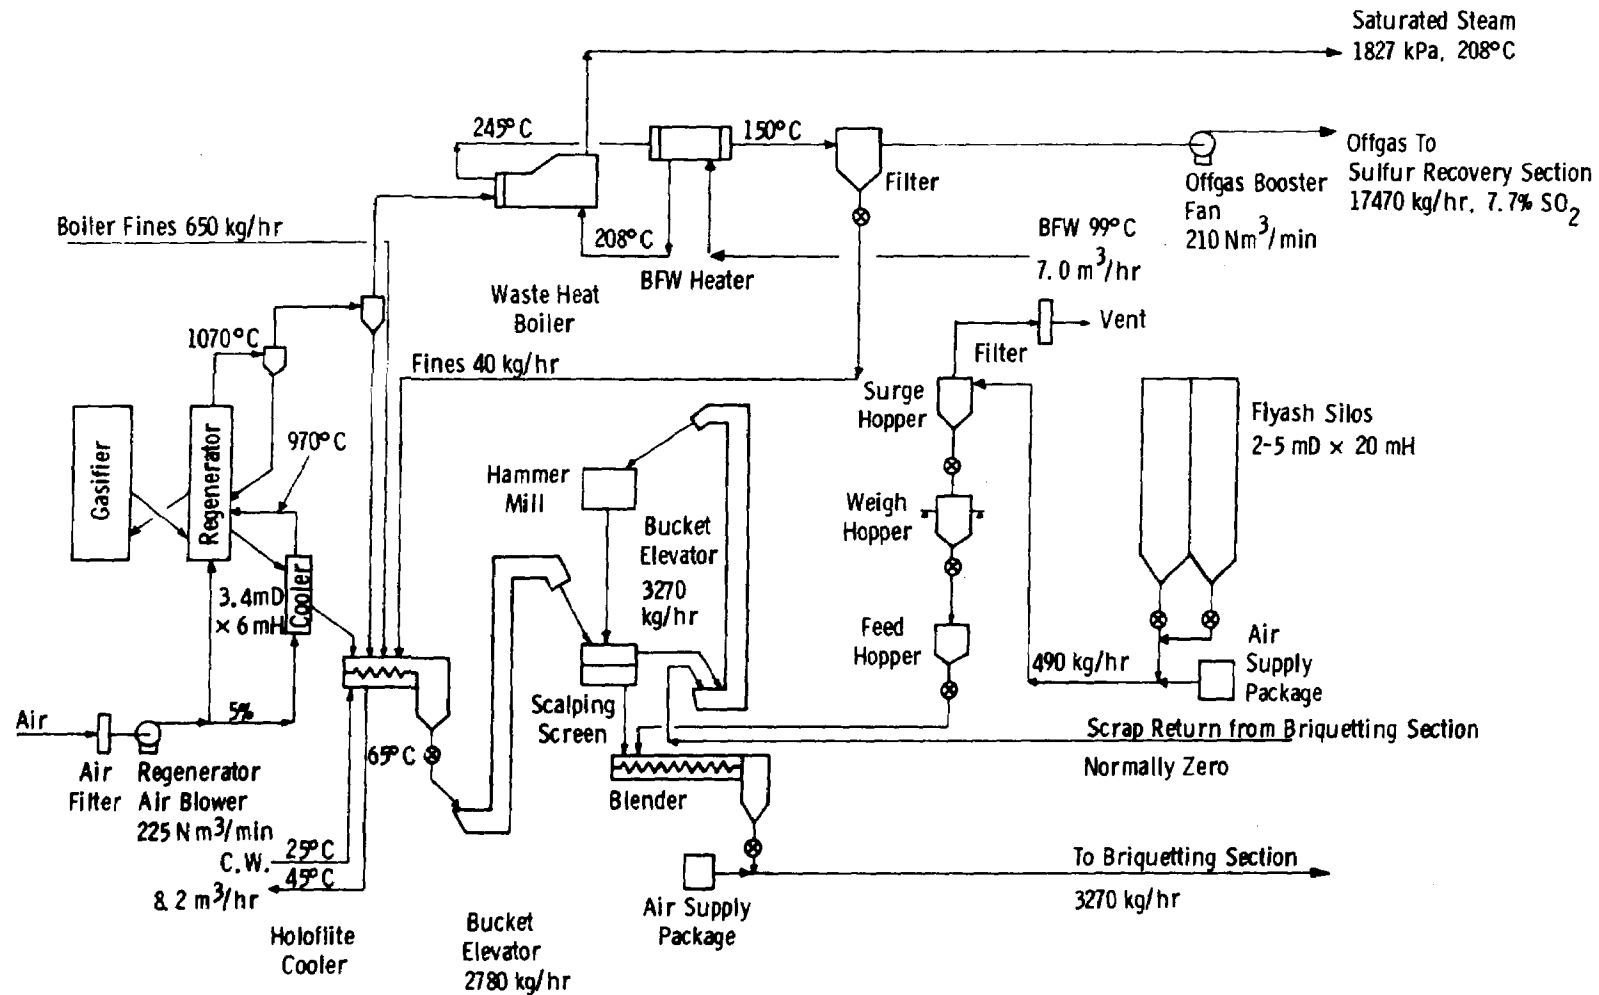 Saturated Steam
1827 kPa, 208°C
245°C
150°C
Filter
Offgas To
Sulfur Recovery Section
17470 kg/hr, 7.7% SO2
Offgas Booster
Fan
210 Nm3/min
Boiler Fines 650 kg/hr
208°C
BFW Heater
BFW 99°C
7.0 m3/hr
Waste Heat
Boiler
1070°C
Fines 40 kg/hr
Vent
Filter
Surge
Hopper
Flyash Silos
2-5 mD × 20 mH
Gasifier
Regenerator
970°C
Hammer
Mill
Bucket
Elevator
3270
kg/hr
Weigh
Hopper
3.4mD
× 6 mH
Cooler
Feed
Hopper
490 kg/hr
Air
Supply
Package
Scalping
Screen
Air
5%
65°C
Scrap Return from Briquetting Section
Normally Zero
Air
Filter
Regenerator
Air Blower
225 Nm3/min
Blender
C.W.
25°C
45°C
8.2 m3/hr
To Briquetting Section
3270 kg/hr
Air Supply
Package
Holoflite
Cooler
Bucket
Elevator
2780 kg/hr